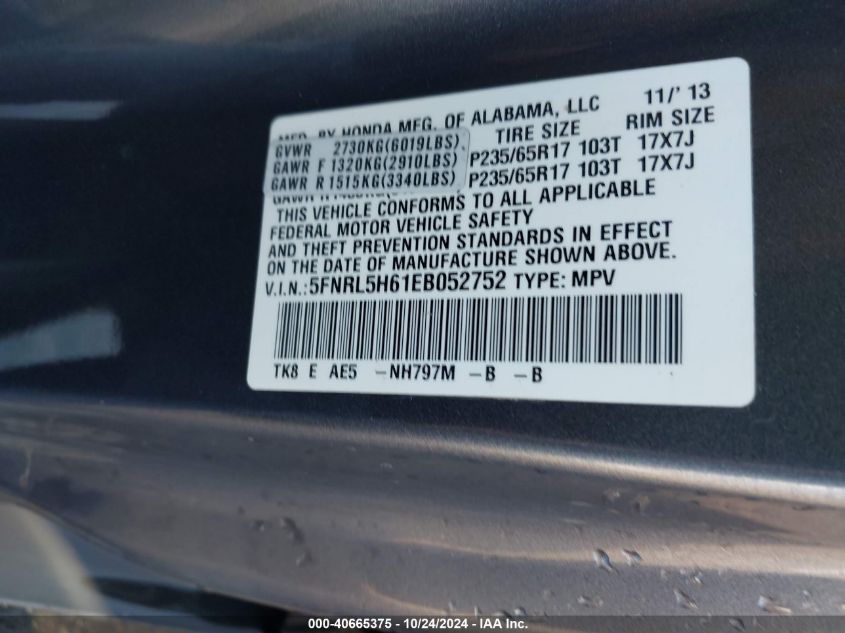 MFD. BY HONDA MFG. OF ALABAMA, LLC 11/' 13
TIRE SIZE RIM SIZE
GVWR 2730KG(6019LBS)
GAWR F 1320KG(2910LBS) P235/65R17 103T 17X7J
GAWR R 1515KG(3340LBS) P235/65R17 103T 17X7J
GAWR R
THIS VEHICLE CONFORMS TO ALL APPLICABLE
FEDERAL MOTOR VEHICLE SAFETY
AND THEFT PREVENTION STANDARDS IN EFFECT
ON THE DATE OF MANUFACTURE SHOWN ABOVE.
V.I.N.: 5FNRL5H61EB052752 TYPE: MPV
TK8 E AE5 -NH797M -B -B
000-40665375 - 10/24/2024 - IAA Inc.